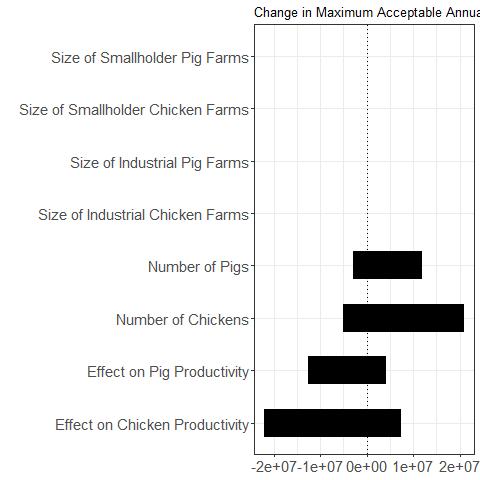 Change in Maximum Acceptable Annua
Size of Smallholder Pig Farms
Size of Smallholder Chicken Farms
Size of Industrial Pig Farms
Size of Industrial Chicken Farms
Number of Pigs
Number of Chickens
Effect on Pig Productivity
Effect on Chicken Productivity
-2e+07 -1e+07 0e+00 1e+07 2e+07